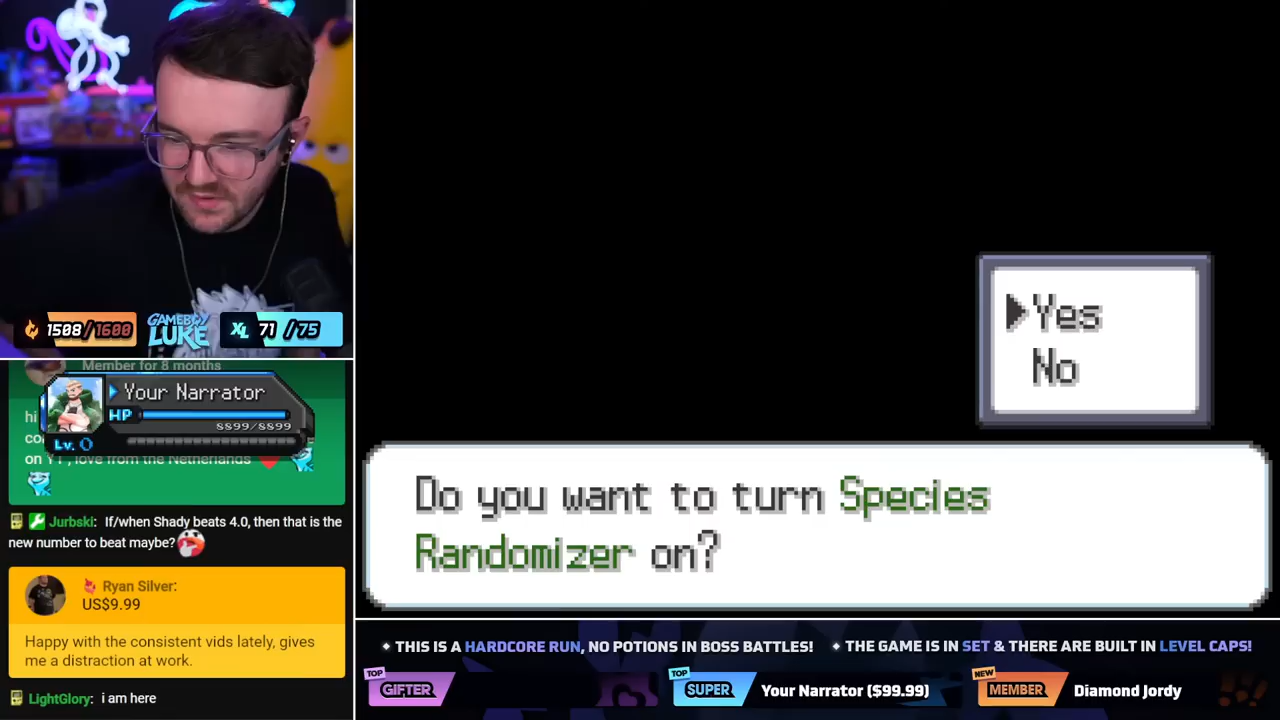 1508/1600
GAMEBOY
LUKE
XL 71 /75
Member for 8 months
Your Narrator
hi
HP
8899/8899
co
Lv. 0
on YT, love from the Netherlands
Jurbski: If/when Shady beats 4.0, then that is the
new number to beat maybe?
Ryan Silver:
US$9.99
Happy with the consistent vids lately, gives
me a distraction at work.
LightGlory: i am here
Yes
No
Do you want to turn Species
Randomizer on?
THIS IS A HARDCORE RUN, NO POTIONS IN BOSS BATTLES! THE GAME IS IN SET & THERE ARE BUILT IN LEVEL CAPS!
TOP
GIFTER
TOP
SUPER
Your Narrator ($99.99)
NEW
MEMBER
Diamond Jordy